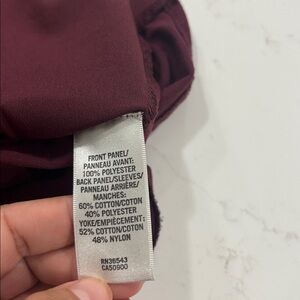 FRONT PANEL/
PANNEAU AVANT:
100% POLYESTER
BACK PANEL/SLEEVES/
PANNEAU ARRIÈRE/
MANCHES:
60% COTTON/COTON
40% POLYESTER
YOKE/EMPIÈCEMENT:
52% COTTON/COTON
48% NYLON
RN36543
CA50900